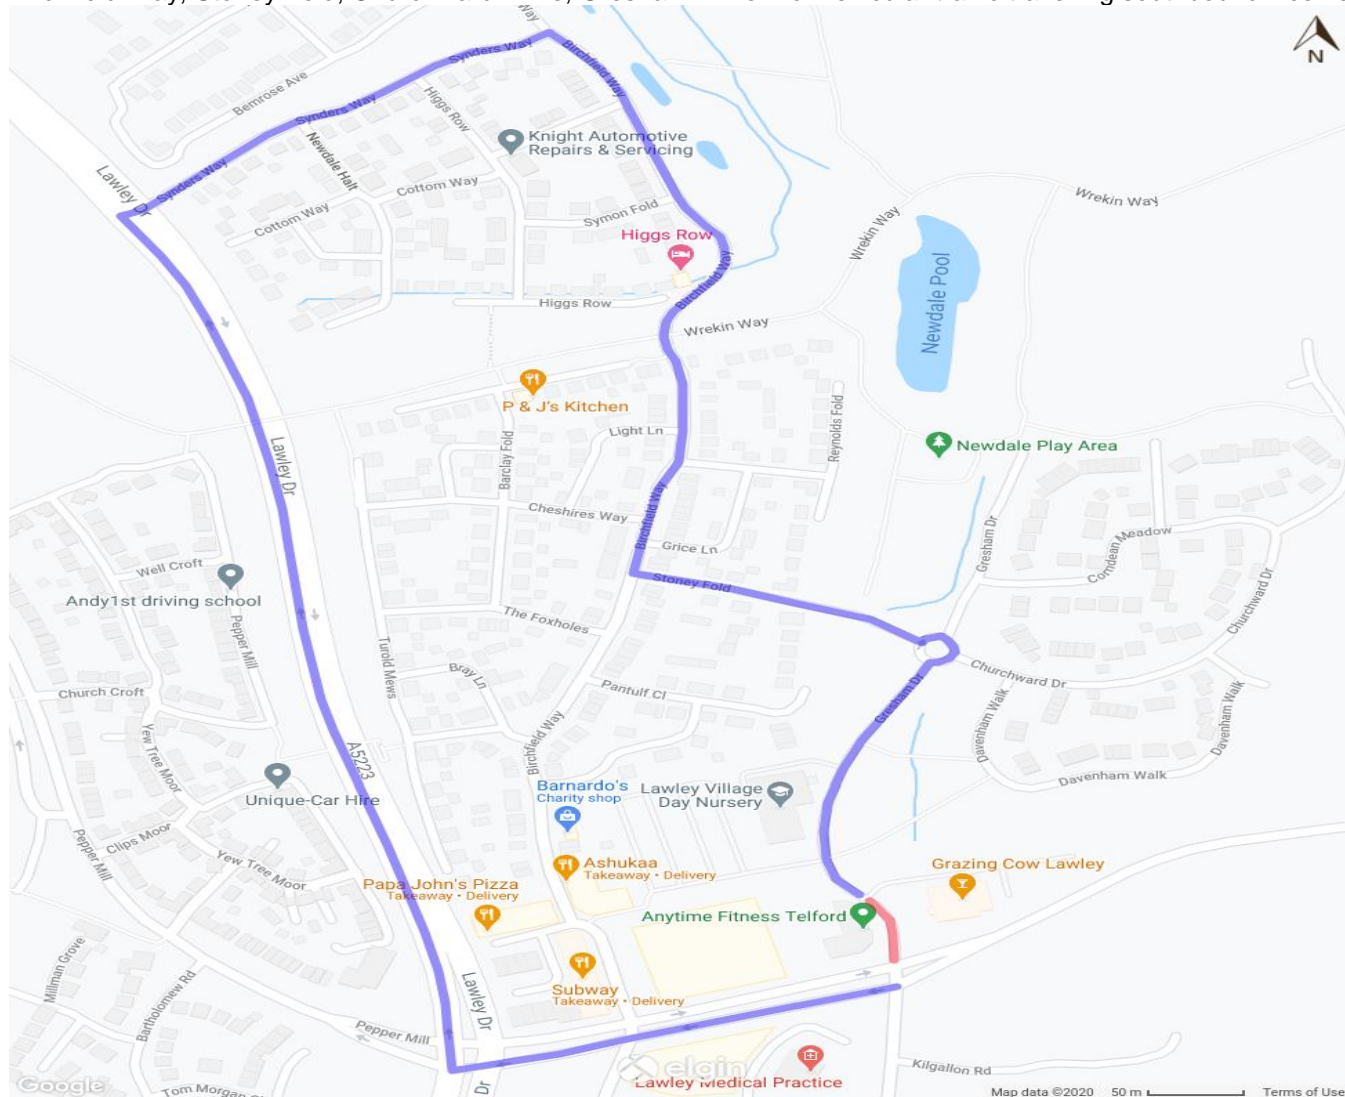 Way
Synders Way
Birchfield Way
N
Bemrose Ave
Higgs Row
Synders Way
Knight Automotive
Repairs & Servicing
Newdale Halt
Lawley Dr
Synders Way
Cottom Way
Cottom Way
Symon Fold
Wrekin Way
Wrekin Way
Higgs Row
Birchfield Way
Newdale Pool
Higgs Row
Wrekin Way
P & J's Kitchen
Light Ln
Reynolds Fold
Barclay Fold
Lawley Dr
Newdale Play Area
Birchfield Way
Cheshires Way
Grice Ln
Gresham Dr
Corndean Meadow
Well Croft
Andy1st driving school
Stoney Fold
Churchward Dr
Pepper Mill
The Foxholes
Turold Mews
Bray Ln
Church Croft
Pantulf Cl
Gresham Dr
Churchward Dr
Davenham Walk
Davenham Walk
Yew Tree Moor
Birchfield Way
A5223
Unique-Car Hire
Barnardo's
Charity shop
Lawley Village
Day Nursery
Davenham Walk
Clips Moor
Pepper Mill
Yew Tree Moor
Ashukaa
Takeaway • Delivery
Grazing Cow Lawley
Papa John's Pizza
Takeaway • Delivery
Anytime Fitness Telford
Millman Grove
Bartholomew Rd
Lawley Dr
Subway
Takeaway • Delivery
Pepper Mill
elgin
Lawley Medical Practice
Kilgallon Rd
Google
Tom Morgan
Dr
Map data ©2020
50 m
Terms of Use